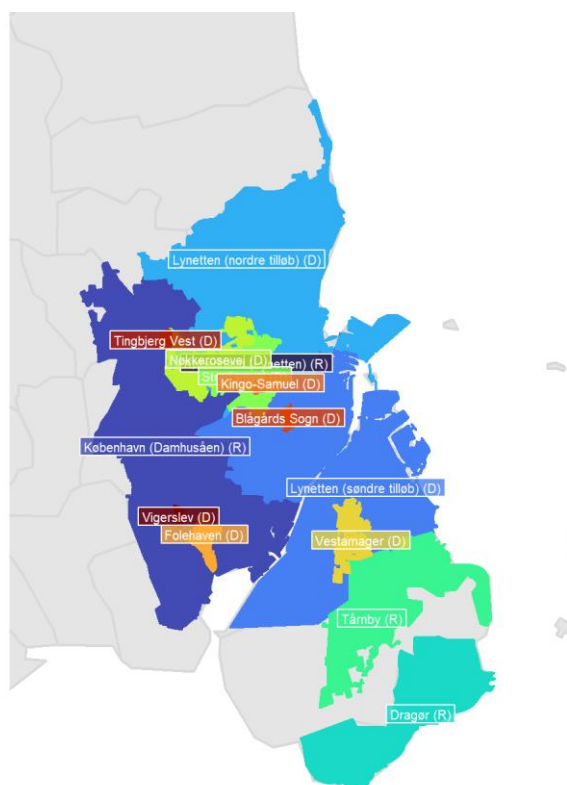 Lynetten (nordre tilløb) (D)
Tingbjerg Vest (D)
Nøkkerosevej (D)
netten) (R)
Kingo-Samuel (D)
Blågårds Sogn (D)
København (Damhusåen) (R)
Lynetten (søndre tilløb) (D)
Vigerslev (D)
Folehaven (D)
Vestamager (D)
Tårnby (R)
Dragør (R)